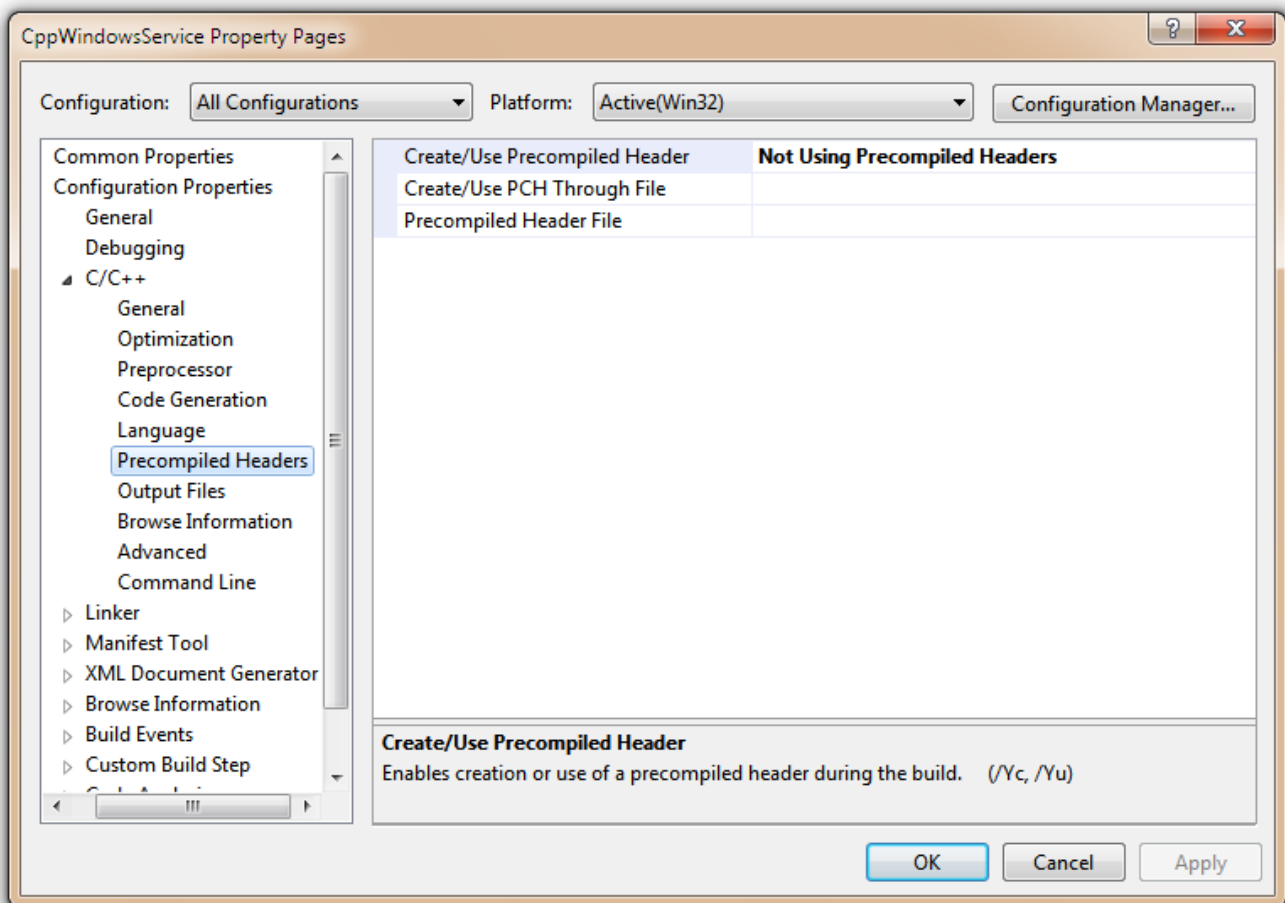 CppWindowsService Property Pages
Configuration: All Configurations Platform: Active(Win32) Configuration Manager...
Common Properties
Configuration Properties
General
Debugging
C/C++
General
Optimization
Preprocessor
Code Generation
Language
Precompiled Headers
Output Files
Browse Information
Advanced
Command Line
Linker
Manifest Tool
XML Document Generator
Browse Information
Build Events
Custom Build Step
Create/Use Precompiled Header Not Using Precompiled Headers
Create/Use PCH Through File
Precompiled Header File
Create/Use Precompiled Header
Enables creation or use of a precompiled header during the build. (/Yc, /Yu)
OK Cancel Apply